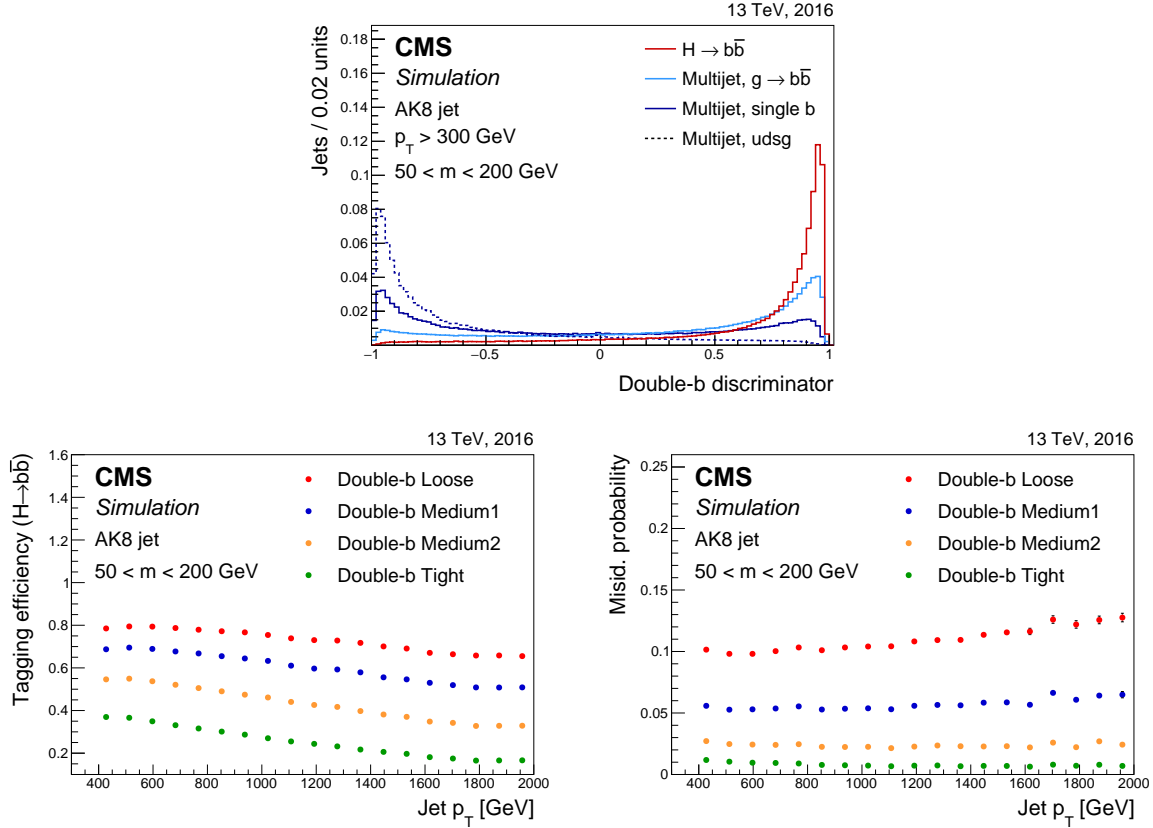 13 TeV, 2016
CMS
Simulation
AK8 jet
p_T > 300 GeV
50 < m < 200 GeV
H → bb̅
Multijet, g → bb̅
Multijet, single b
Multijet, udsg
Jets / 0.02 units
0.18
0.16
0.14
0.12
0.1
0.08
0.06
0.04
0.02
−1
−0.5
0
0.5
1
Double-b discriminator
13 TeV, 2016
CMS
Simulation
AK8 jet
50 < m < 200 GeV
Double-b Loose
Double-b Medium1
Double-b Medium2
Double-b Tight
Tagging efficiency (H→bb̅)
1.6
1.4
1.2
1
0.8
0.6
0.4
0.2
400 600 800 1000 1200 1400 1600 1800 2000
Jet p_T [GeV]
13 TeV, 2016
CMS
Simulation
AK8 jet
50 < m < 200 GeV
Double-b Loose
Double-b Medium1
Double-b Medium2
Double-b Tight
Misid. probability
0.25
0.2
0.15
0.1
0.05
0
400 600 800 1000 1200 1400 1600 1800 2000
Jet p_T [GeV]